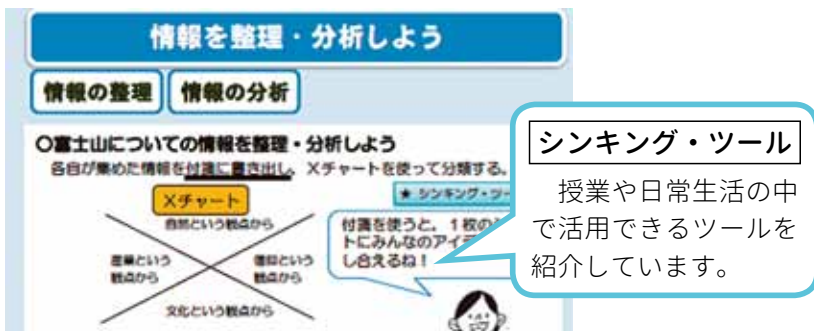 情報を整理・分析しよう
情報の整理 情報の分析
○富士山についての情報を整理・分析しよう
各自が集めた情報を付箋に書き出し、Xチャートを使って分類する。
Xチャート
★ シンキング・ツー
自然という観点から
産業という
観点から
信仰という
観点から
文化という観点から
付箋を使うと、1枚の
トにみんなのアイデ
し合えるね!
シンキング・ツール
授業や日常生活の中
で活用できるツールを
紹介しています。